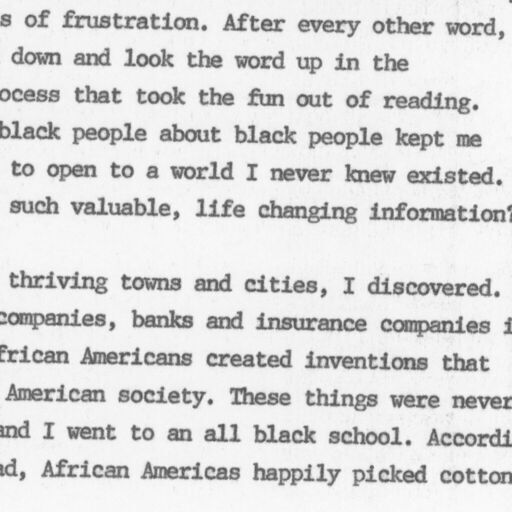 s of frustration. After every other word,
down and look the word up in the
ocess that took the fun out of reading.
black people about black people kept me
to open to a world I never knew existed.
such valuable, life changing information?
thriving towns and cities, I discovered.
companies, banks and insurance companies i
frican Americans created inventions that
American society. These things were never
and I went to an all black school. Accordi
ad, African Americas happily picked cotton